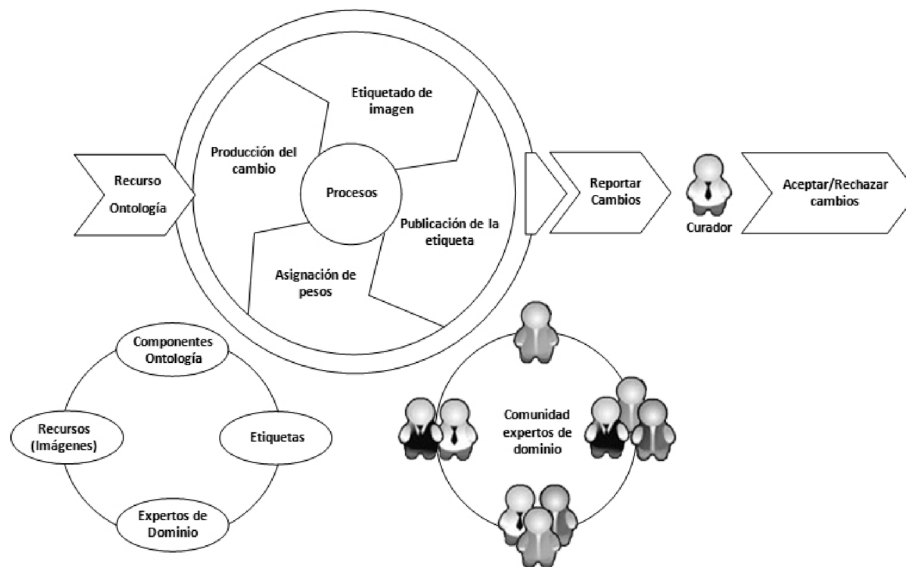 Etiquetado de
imagen
Producción del
cambio
Procesos
Publicación de la
etiqueta
Asignación de
pesos
Recurso
Ontología
Reportar
Cambios
Curador
Aceptar/Rechazar
cambios
Componentes
Ontología
Recursos
(Imágenes)
Etiquetas
Expertos de
Dominio
Comunidad
expertos de
dominio